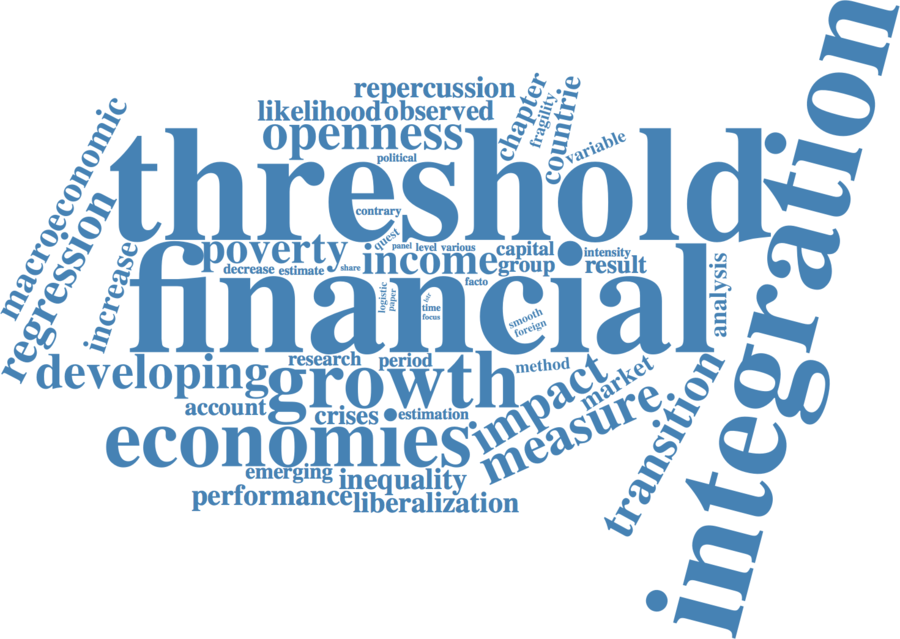 repercussion
likelihood
observed
openness
chapter
fragility
countrie
variable
political
threshold
integration
macroeconomic
regression
increase
contrary
quest
panel
level
various
poverty
income
capital
intensity
decrease
estimate
share
group
result
facto
financial
logistic
paper
time
focus
smooth
foreign
analysis
research
period
method
developing
growth
impact
market
transition
account
crises
estimation
measure
economies
emerging
inequality
performance
liberalization